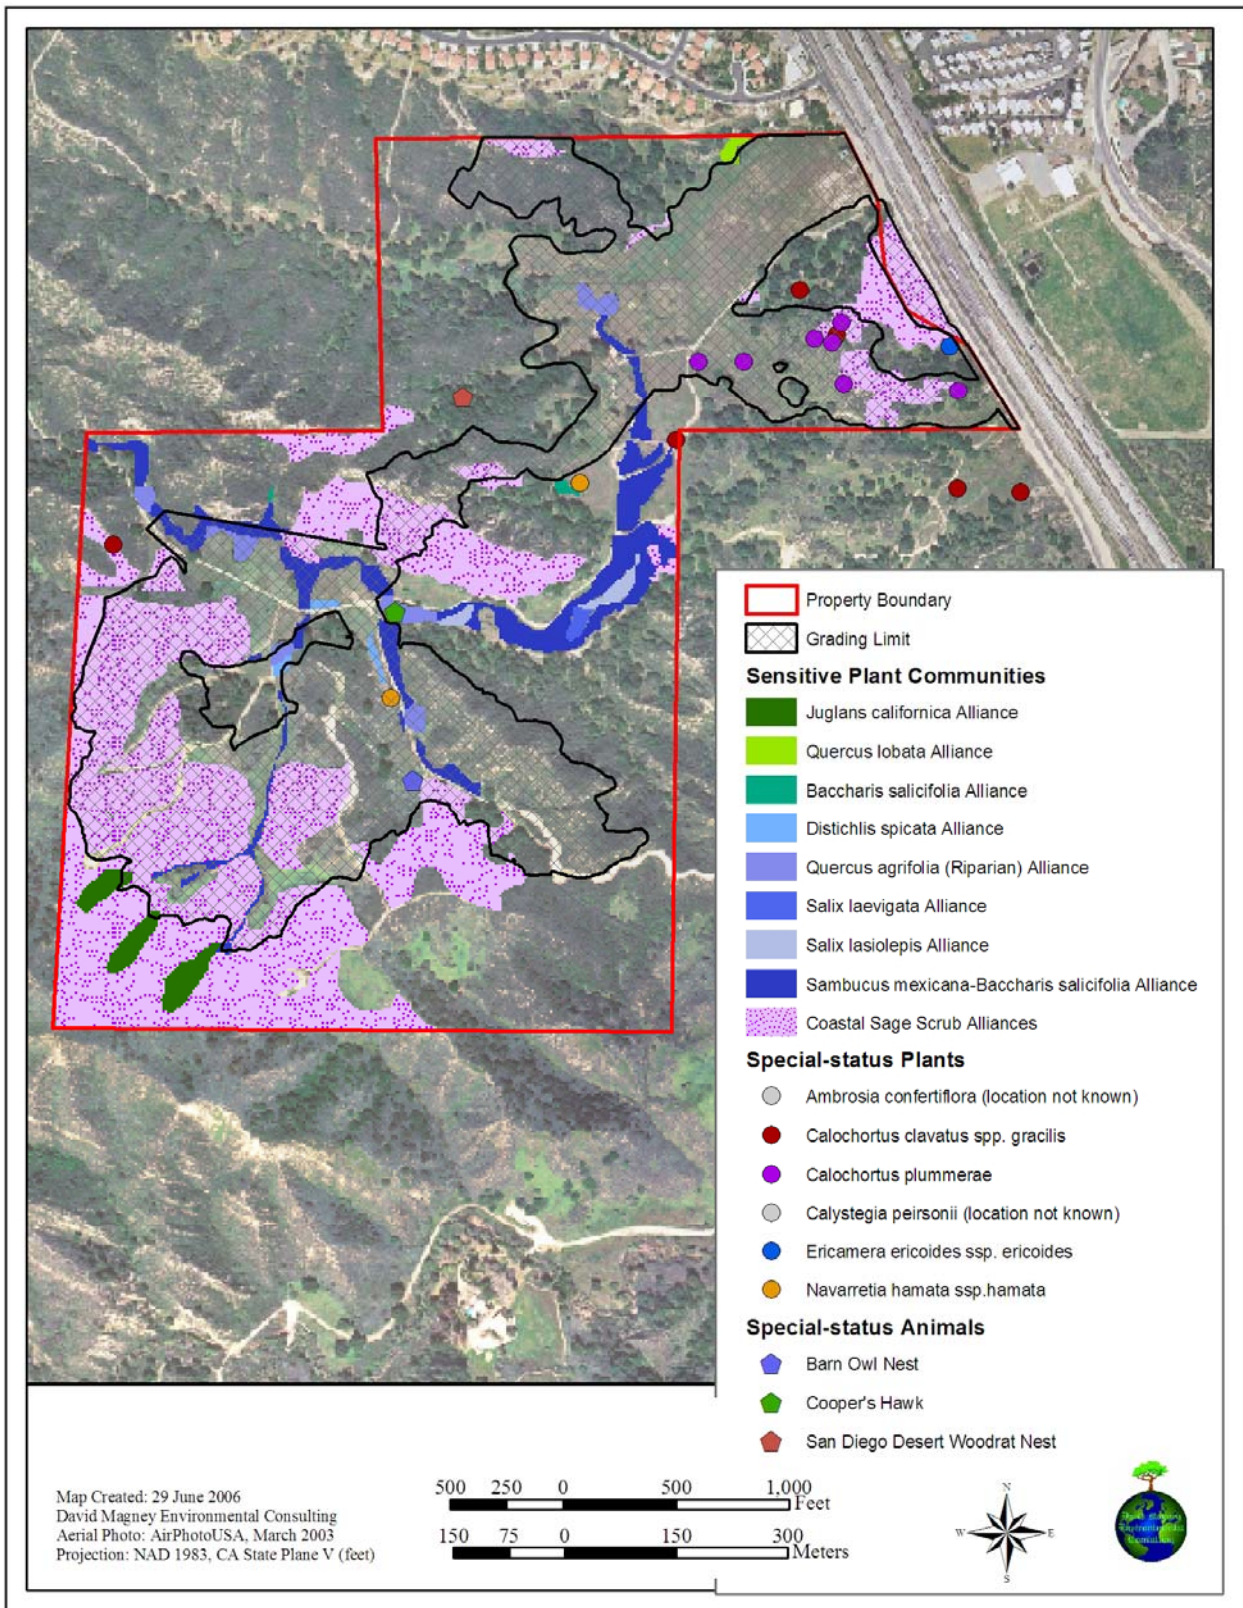 Property Boundary
Grading Limit
Sensitive Plant Communities
Juglans californica Alliance
Quercus lobata Alliance
Baccharis salicifolia Alliance
Distichlis spicata Alliance
Quercus agrifolia (Riparian) Alliance
Salix laevigata Alliance
Salix lasiolepis Alliance
Sambucus mexicana-Baccharis salicifolia Alliance
Coastal Sage Scrub Alliances
Special-status Plants
Ambrosia confertiflora (location not known)
Calochortus clavatus spp. gracilis
Calochortus plummerae
Calystegia peirsonii (location not known)
Ericamera ericoides ssp. ericoides
Navarretia hamata ssp.hamata
Special-status Animals
Barn Owl Nest
Cooper's Hawk
San Diego Desert Woodrat Nest
Map Created: 29 June 2006
David Magney Environmental Consulting
Aerial Photo: AirPhotoUSA, March 2003
Projection: NAD 1983, CA State Plane V (feet)
500 250 0 500 1,000
Feet
150 75 0 150 300
Meters
N
W E
S
David Magney
Environmental
Consulting